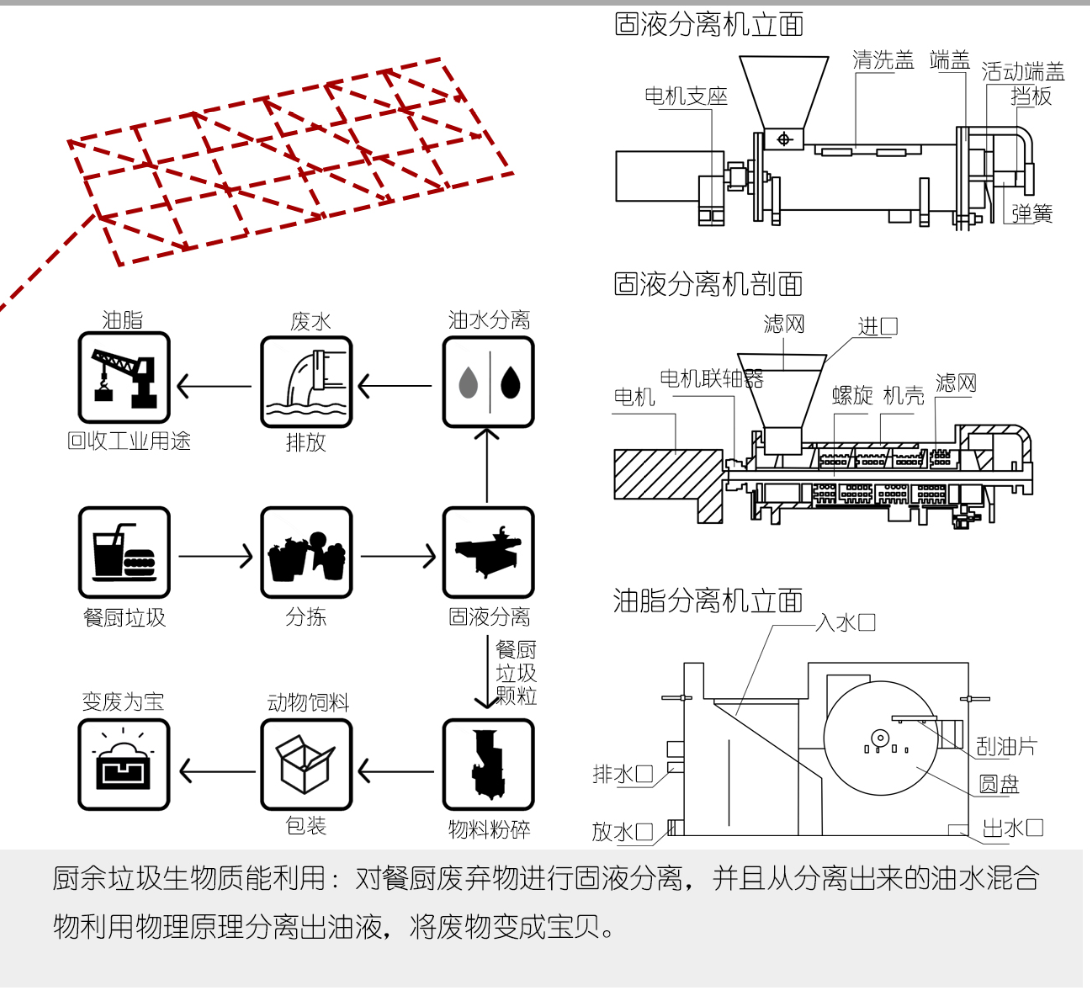 固液分离机立面
清洗盖
端盖
活动端盖
挡板
电机支座
弹簧
固液分离机剖面
滤网
进口
电机联轴器
电机
螺旋
机壳
滤网
油脂分离机立面
入水口
刮油片
圆盘
排水口
放水口
出水口
油脂
废水
油水分离
回收工业用途
排放
餐厨垃圾
分拣
固液分离
餐厨
垃圾
颗粒
变废为宝
动物饲料
包装
物料粉碎
厨余垃圾生物质能利用：对餐厨废弃物进行固液分离，并且从分离出来的油水混合
物利用物理原理分离出油液，将废物变成宝贝。